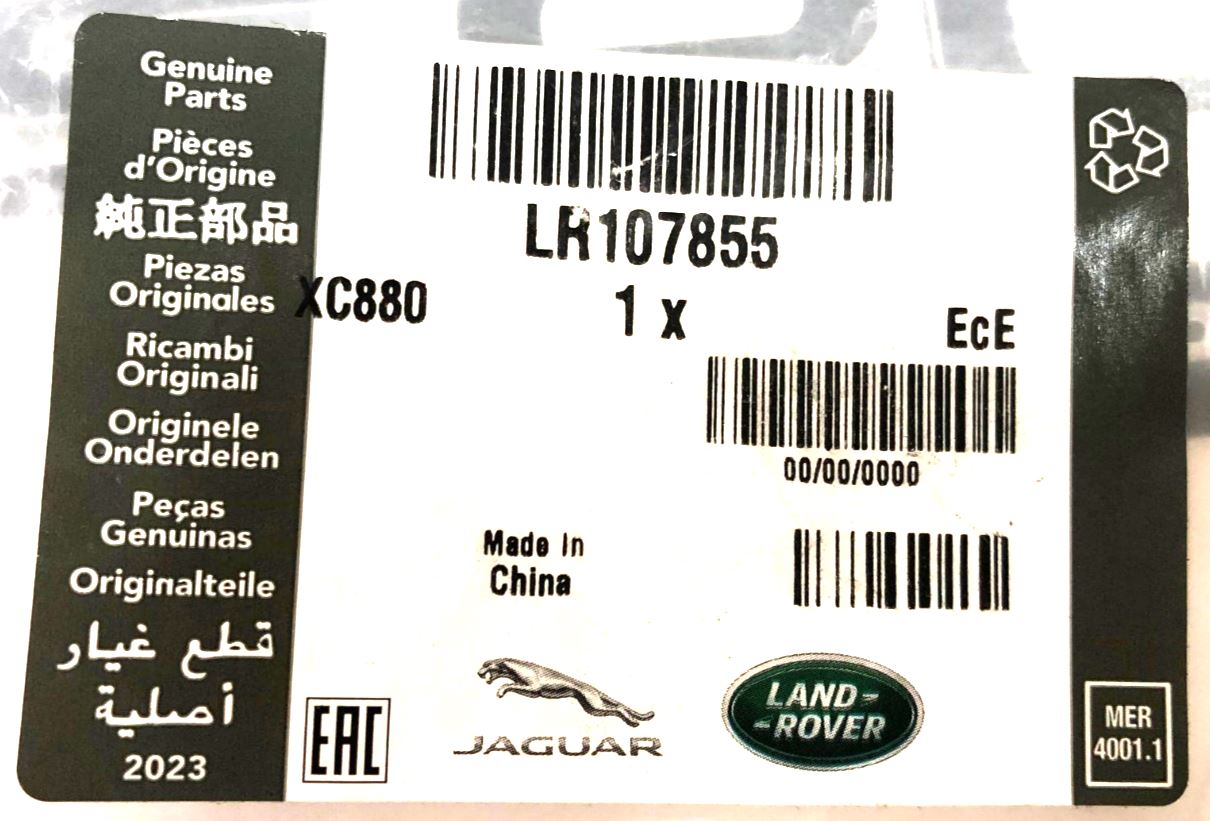 Genuine
Parts
Pièces
d'Origine
純正部品
Piezas
Originales
Ricambi
Originali
Originele
Onderdelen
Peças
Genuinas
Originalteile
قطع غيار
أصلية
2023
LR107855
XC880
1 x
EcE
00/00/0000
Made In
China
EAC
JAGUAR
LAND-
-ROVER
MER
4001.1